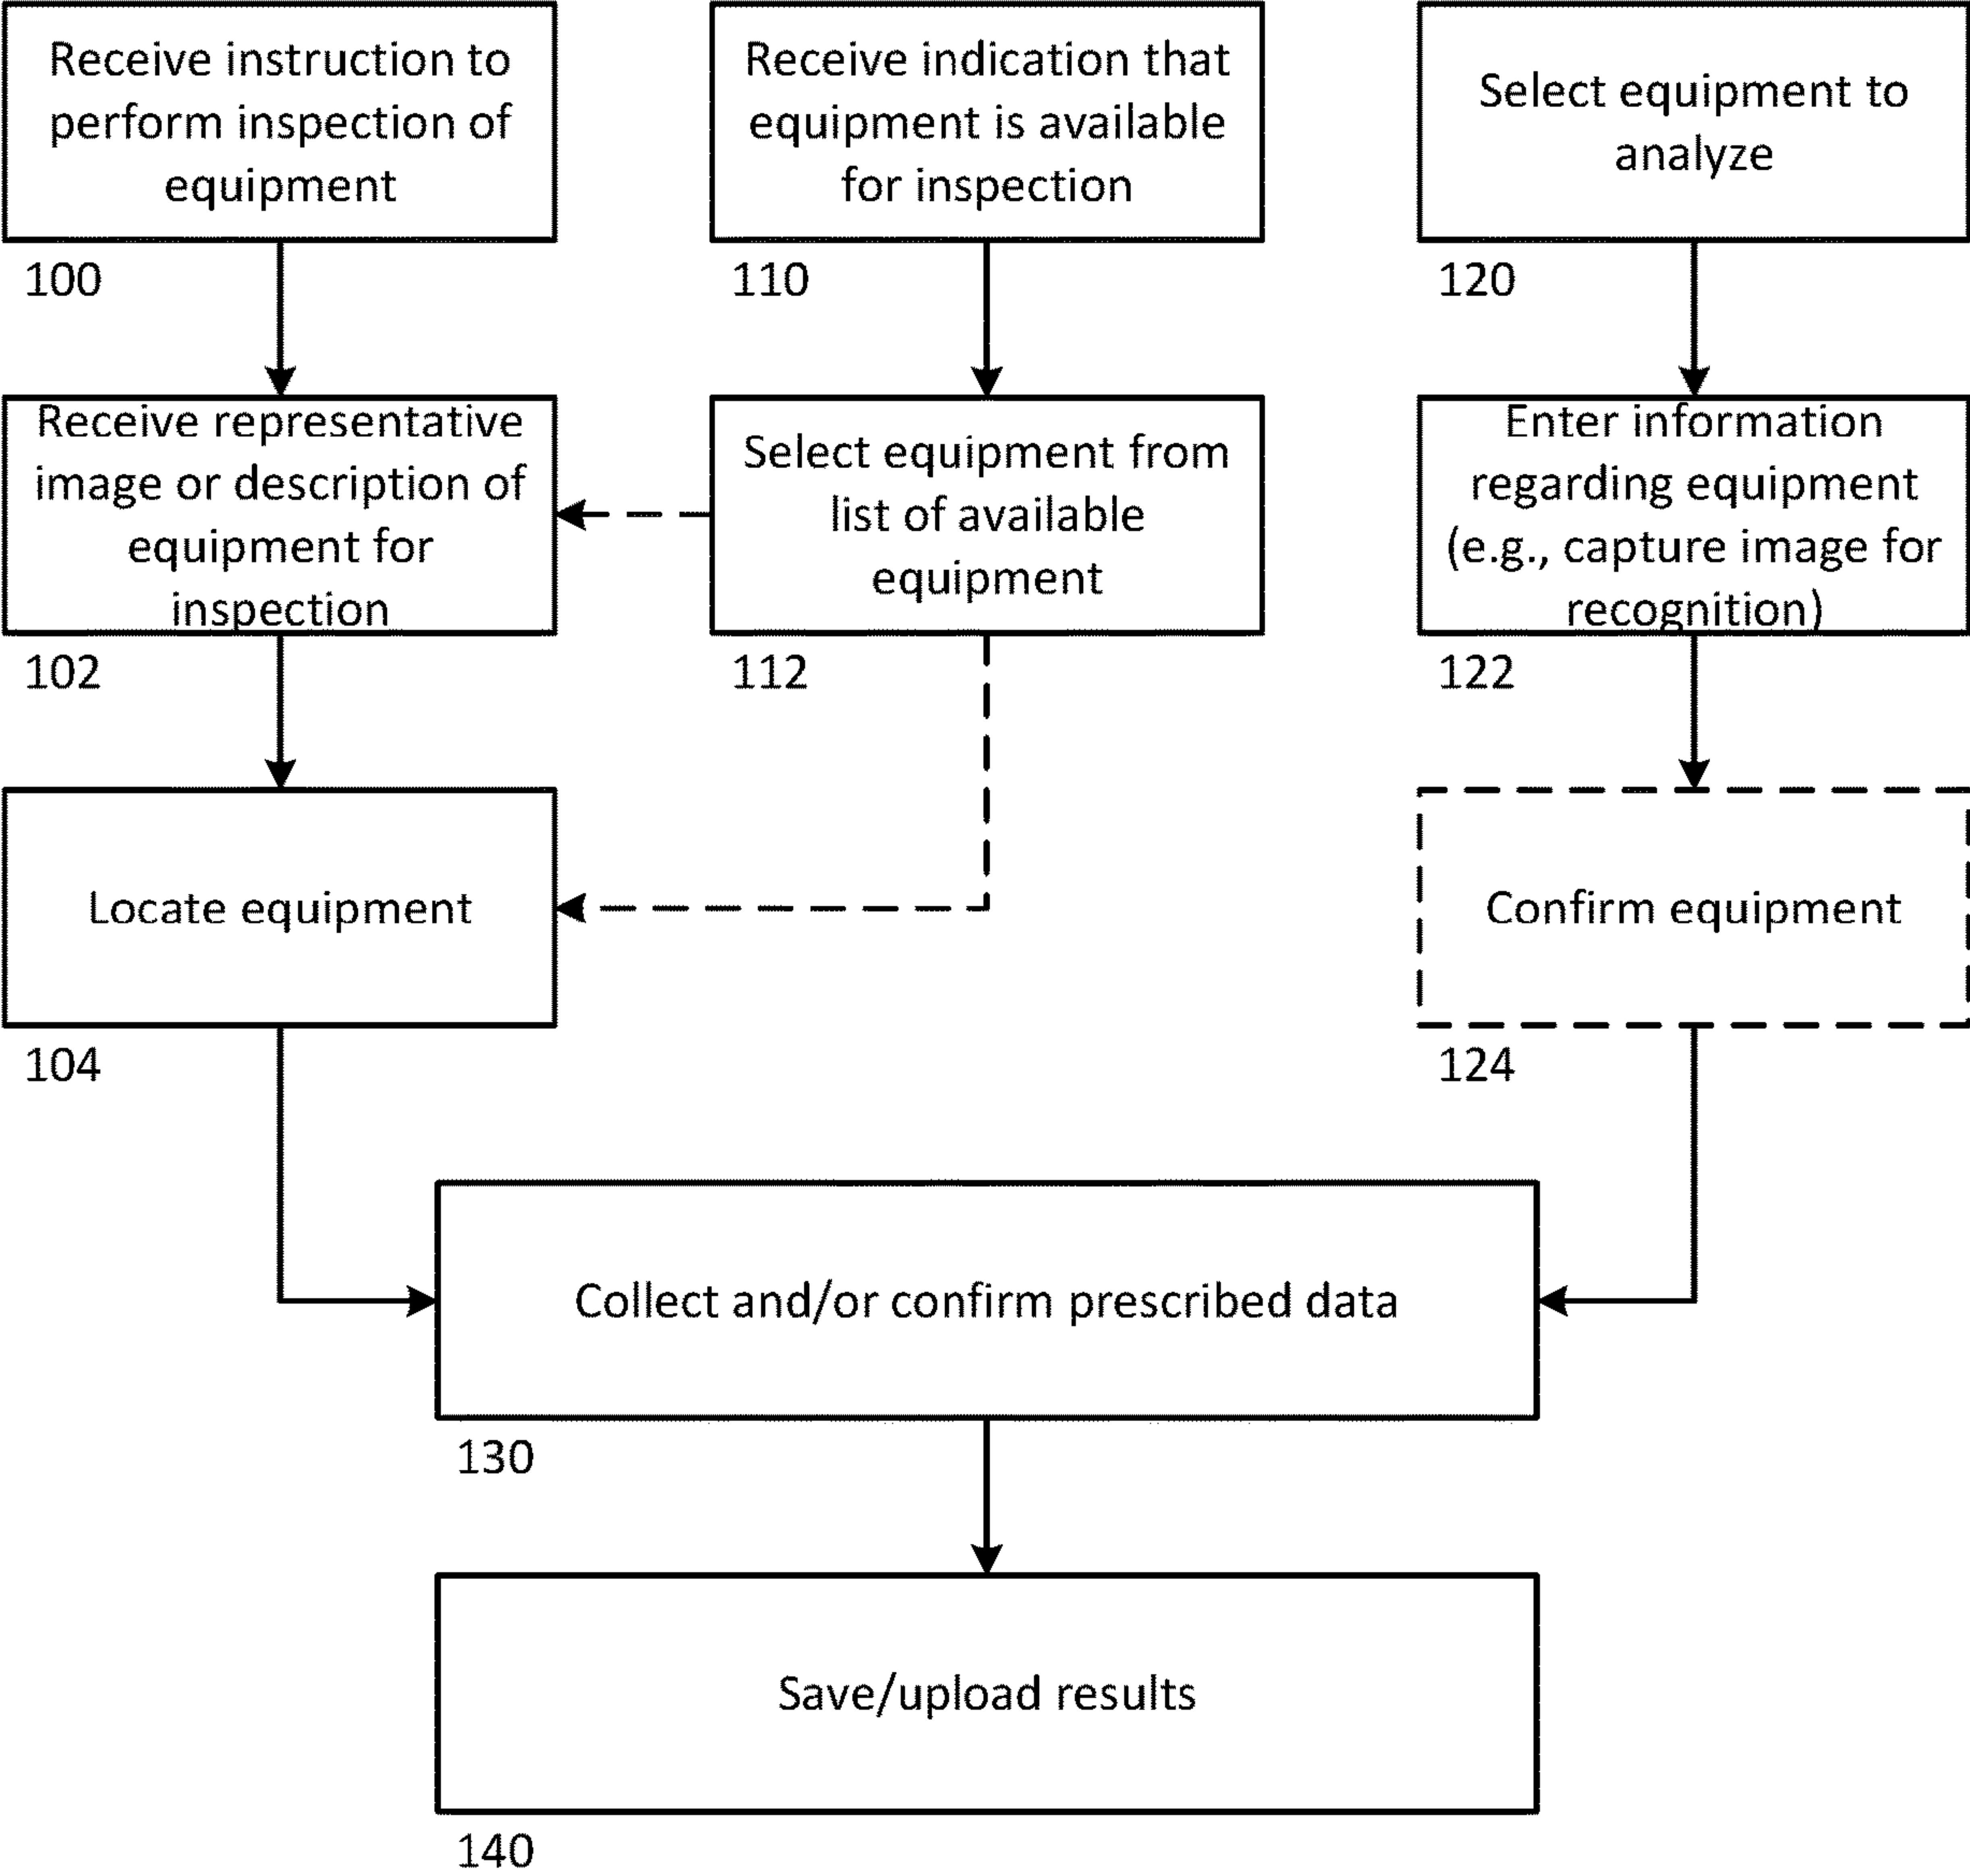 Receive instruction to
perform inspection of
equipment
100
Receive indication that
equipment is available
for inspection
110
Select equipment to
analyze
120
Receive representative
image or description of
equipment for
inspection
102
Select equipment from
list of available
equipment
112
Enter information
regarding equipment
(e.g., capture image for
recognition)
122
Locate equipment
104
Confirm equipment
124
Collect and/or confirm prescribed data
130
Save/upload results
140